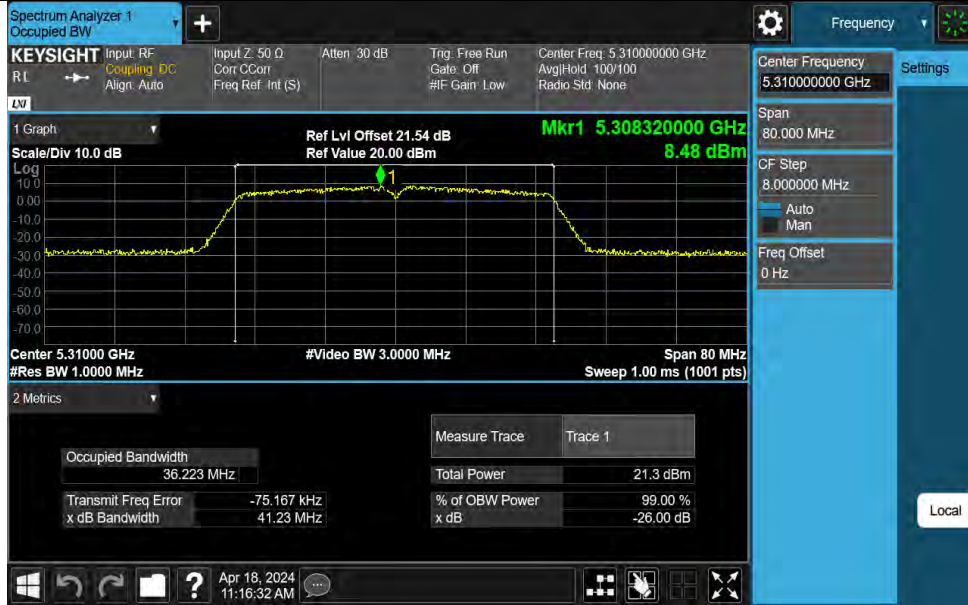 Spectrum Analyzer 1
Occupied BW
+
Frequency
KEYSIGHT
RL
LXI
Input: RF
Coupling: DC
Align: Auto
Input Z: 50 Ω
Corr CCorr
Freq Ref: Int (S)
Atten: 30 dB
Trig: Free Run
Gate: Off
#IF Gain: Low
Center Freq: 5.310000000 GHz
Avg|Hold: 100/100
Radio Std: None
Center Frequency
5.310000000 GHz
Settings
Span
80.000 MHz
CF Step
8.000000 MHz
Auto
Man
Freq Offset
0 Hz
Local
1 Graph
Scale/Div 10.0 dB
Ref Lvl Offset 21.54 dB
Ref Value 20.00 dBm
Mkr1 5.308320000 GHz
8.48 dBm
Log
10.0
0.00
-10.0
-20.0
-30.0
-40.0
-50.0
-60.0
-70.0
1
Center 5.31000 GHz
#Res BW 1.0000 MHz
#Video BW 3.0000 MHz
Span 80 MHz
Sweep 1.00 ms (1001 pts)
2 Metrics
Measure Trace Trace 1
Occupied Bandwidth
36.223 MHz
Total Power 21.3 dBm
Transmit Freq Error -75.167 kHz
% of OBW Power 99.00 %
x dB Bandwidth 41.23 MHz
x dB -26.00 dB
?
Apr 18, 2024
11:16:32 AM